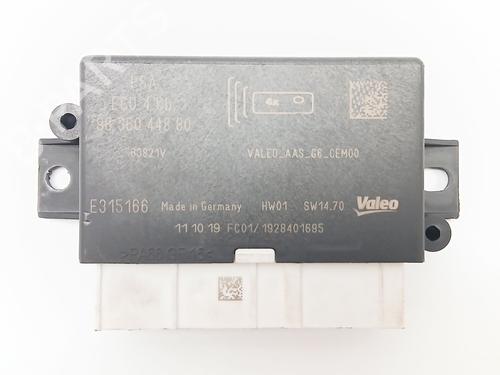 PSA
98 360 448 80
4x
63821V
VALEO_AAS_G6_CEM00
E315166 Made in Germany HW01 SW14.70 Valeo
11 10 19 FC01/1928401685